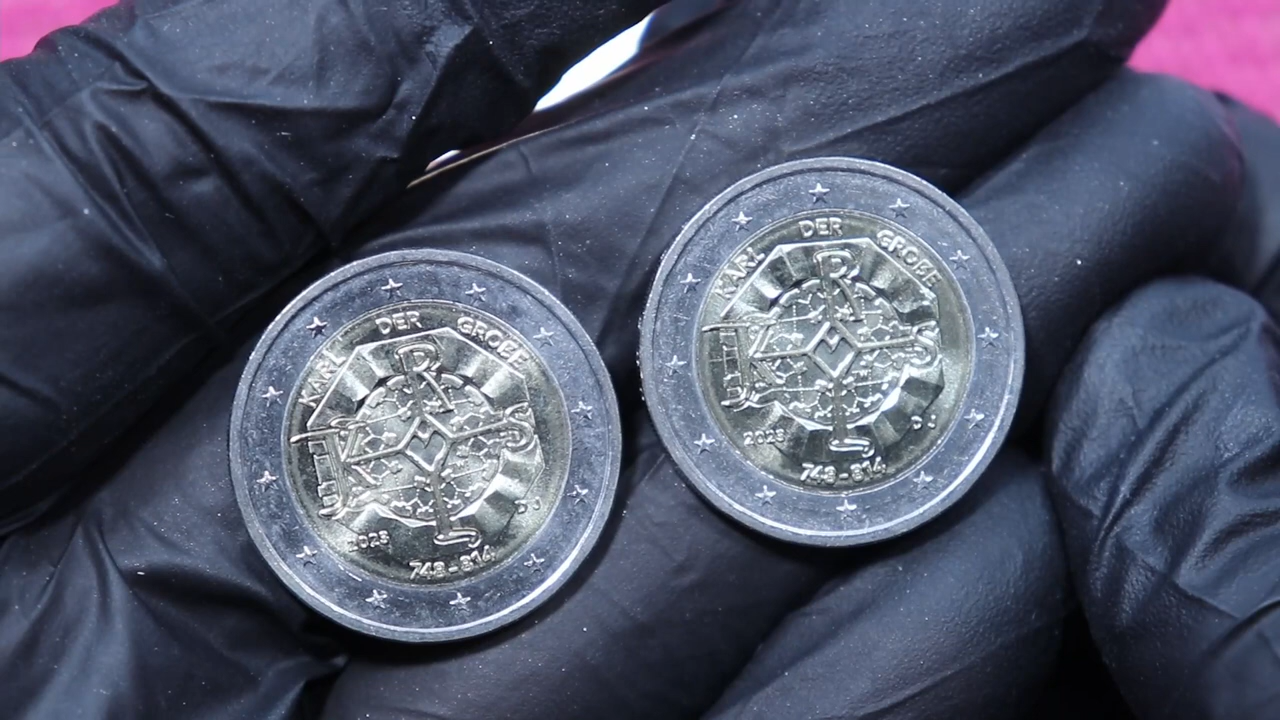 KARL DER GROẞE
R
K S
L
2023
D J
748-814
KARL DER GROẞE
R
K S
L
2023
D J
748-814